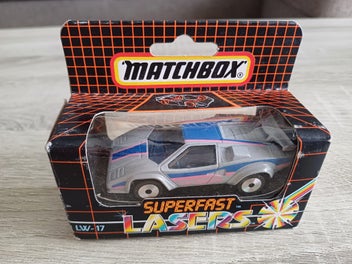 MATCHBOX
SUPERFAST
LASERS
LW-17